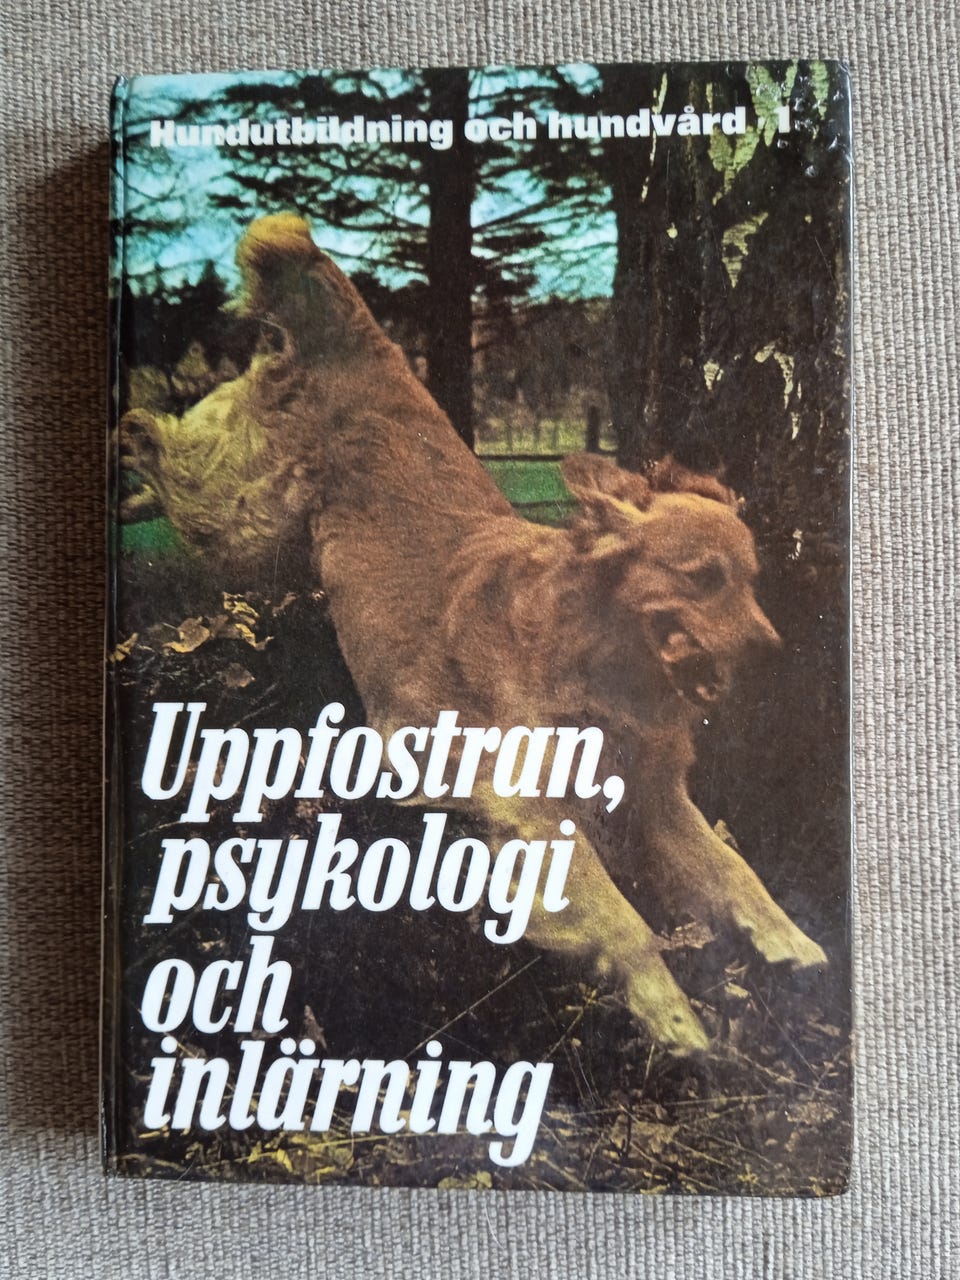 Hundutbildning och hundvård · 1
Uppfostran,
psykologi
och
inlärning